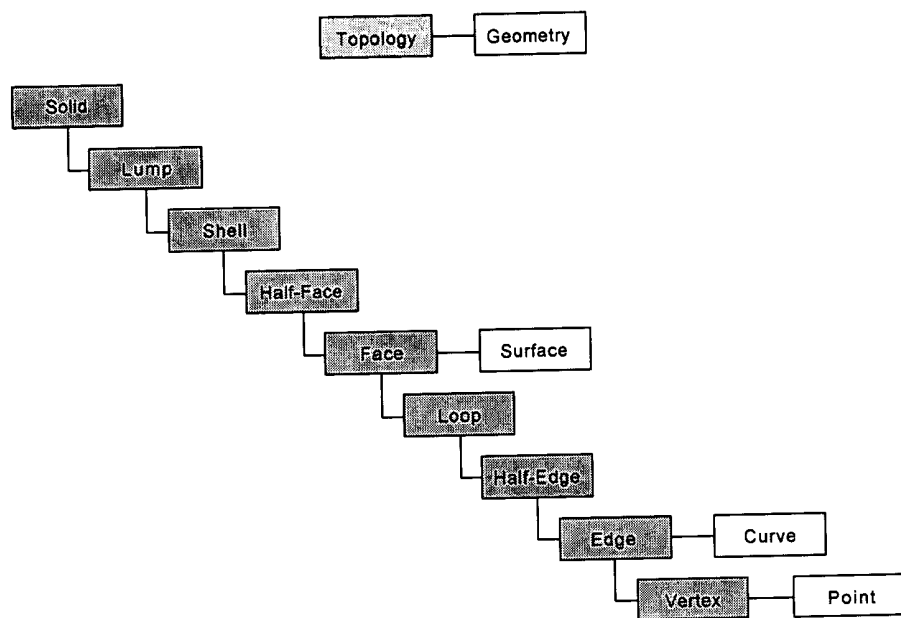 Topology
Geometry
Solid
Lump
Shell
Half-Face
Face
Surface
Loop
Half-Edge
Edge
Curve
Vertex
Point